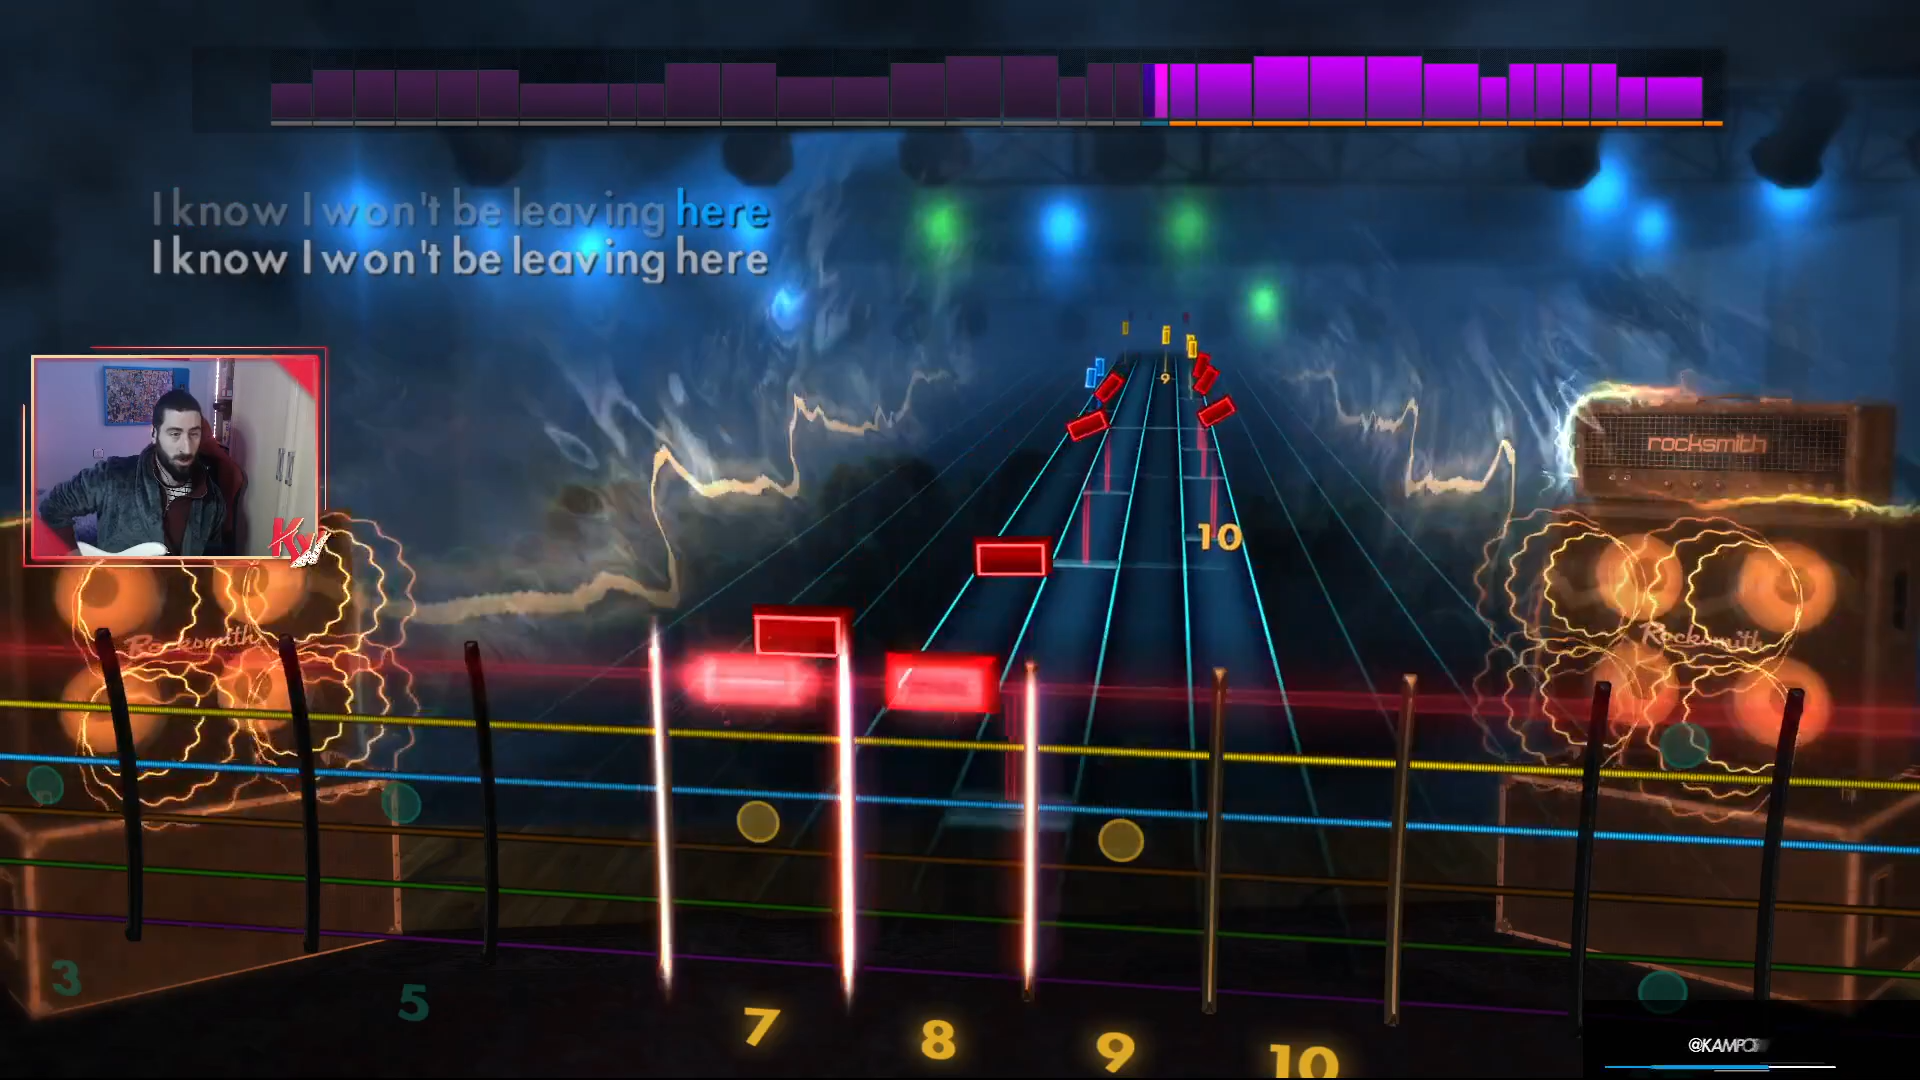 I know I won't be leaving here
I know I won't be leaving here
9
rocksmith
10
KW
Rocksmith
Rocksmith
3
5
7
8
9
10